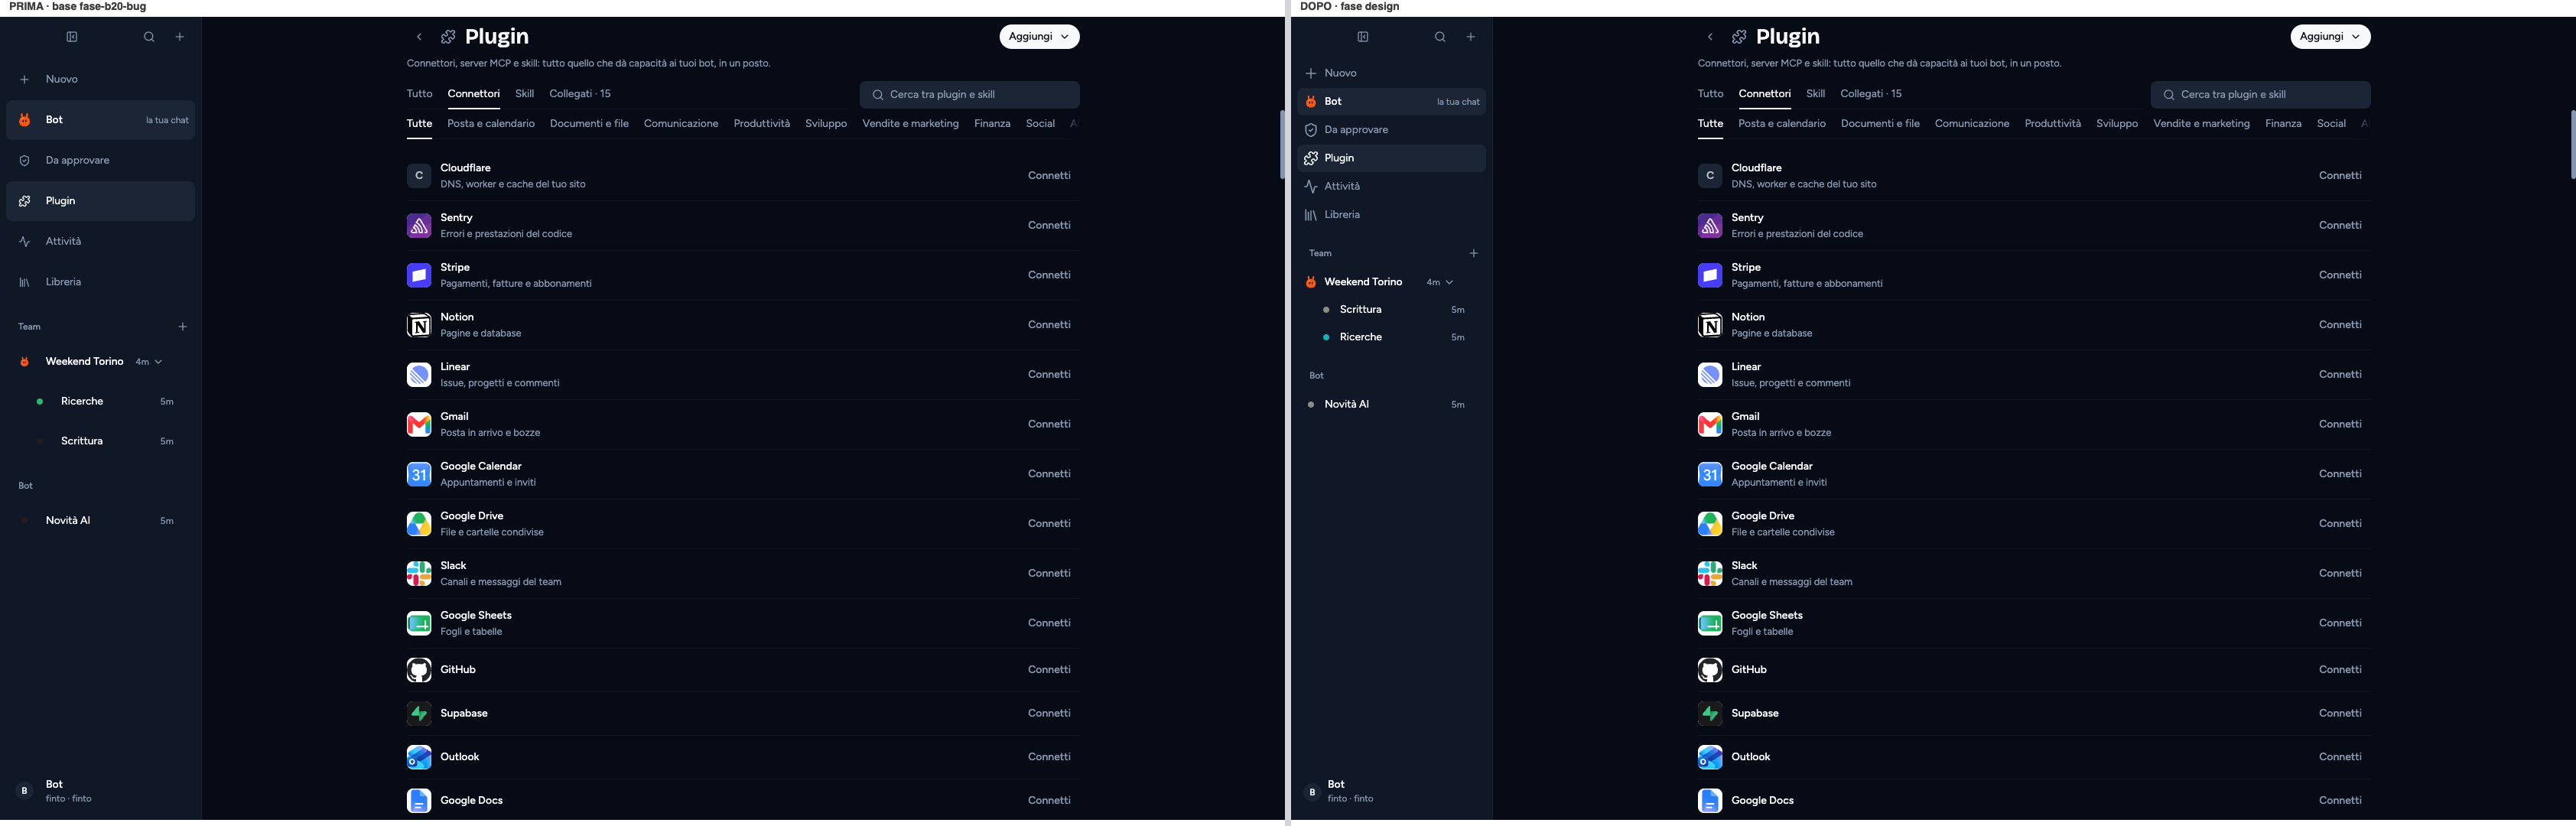 PRIMA · base fase-b20-bug
Nuovo
Bot la tua chat
Da approvare
Plugin
Attività
Libreria
Team
Weekend Torino 4m
Ricerche 5m
Scrittura 5m
Bot
Novità AI 5m
B
Bot
finto · finto
Plugin
Aggiungi
Connettori, server MCP e skill: tutto quello che dà capacità ai tuoi bot, in un posto.
Tutto Connettori Skill Collegati · 15
Cerca tra plugin e skill
Tutte Posta e calendario Documenti e file Comunicazione Produttività Sviluppo Vendite e marketing Finanza Social A
C
Cloudflare
DNS, worker e cache del tuo sito
Connetti
Sentry
Errori e prestazioni del codice
Connetti
Stripe
Pagamenti, fatture e abbonamenti
Connetti
Notion
Pagine e database
Connetti
Linear
Issue, progetti e commenti
Connetti
Gmail
Posta in arrivo e bozze
Connetti
31
Google Calendar
Appuntamenti e inviti
Connetti
Google Drive
File e cartelle condivise
Connetti
Slack
Canali e messaggi del team
Connetti
Google Sheets
Fogli e tabelle
Connetti
GitHub
Connetti
Supabase
Connetti
Outlook
Connetti
Google Docs
Connetti
DOPO · fase design
Nuovo
Bot la tua chat
Da approvare
Plugin
Attività
Libreria
Team
Weekend Torino 4m
Scrittura 5m
Ricerche 5m
Bot
Novità AI 5m
B
Bot
finto · finto
Plugin
Aggiungi
Connettori, server MCP e skill: tutto quello che dà capacità ai tuoi bot, in un posto.
Tutto Connettori Skill Collegati · 15
Cerca tra plugin e skill
Tutte Posta e calendario Documenti e file Comunicazione Produttività Sviluppo Vendite e marketing Finanza Social A
C
Cloudflare
DNS, worker e cache del tuo sito
Connetti
Sentry
Errori e prestazioni del codice
Connetti
Stripe
Pagamenti, fatture e abbonamenti
Connetti
Notion
Pagine e database
Connetti
Linear
Issue, progetti e commenti
Connetti
Gmail
Posta in arrivo e bozze
Connetti
31
Google Calendar
Appuntamenti e inviti
Connetti
Google Drive
File e cartelle condivise
Connetti
Slack
Canali e messaggi del team
Connetti
Google Sheets
Fogli e tabelle
Connetti
GitHub
Connetti
Supabase
Connetti
Outlook
Connetti
Google Docs
Connetti